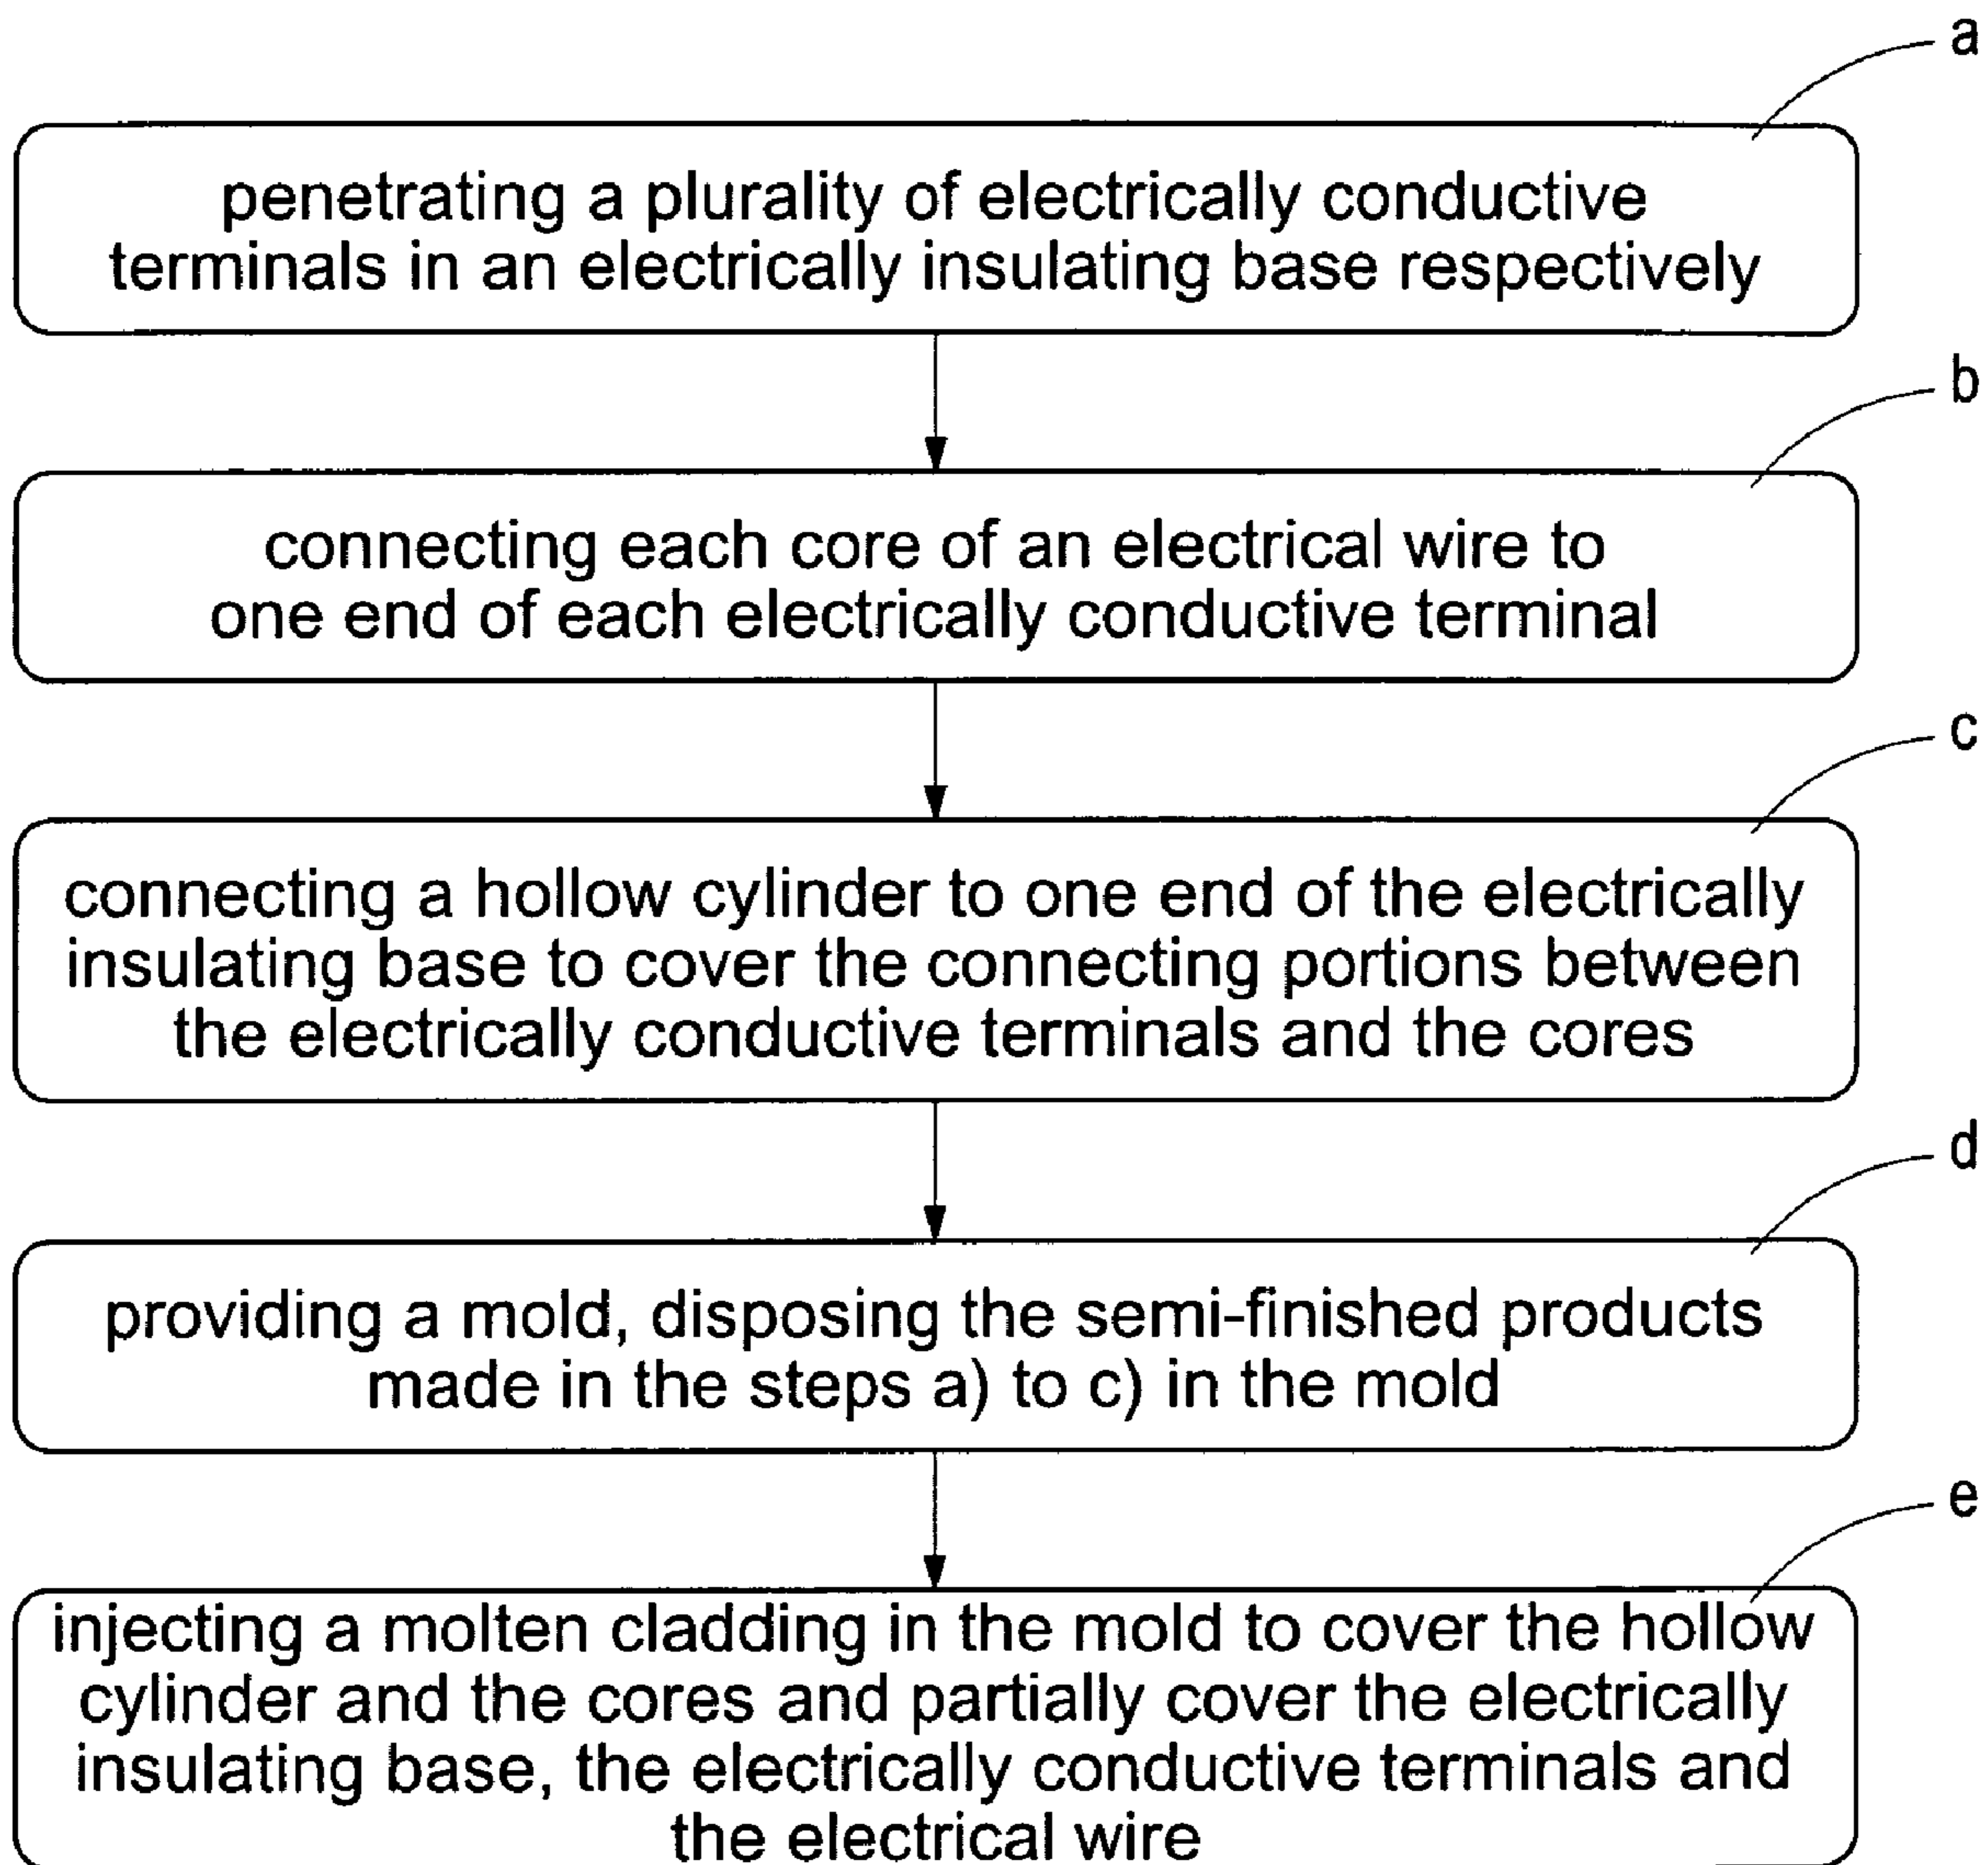 a
penetrating a plurality of electrically conductive
terminals in an electrically insulating base respectively
b
connecting each core of an electrical wire to
one end of each electrically conductive terminal
c
connecting a hollow cylinder to one end of the electrically
insulating base to cover the connecting portions between
the electrically conductive terminals and the cores
d
providing a mold, disposing the semi-finished products
made in the steps a) to c) in the mold
e
injecting a molten cladding in the mold to cover the hollow
cylinder and the cores and partially cover the electrically
insulating base, the electrically conductive terminals and
the electrical wire